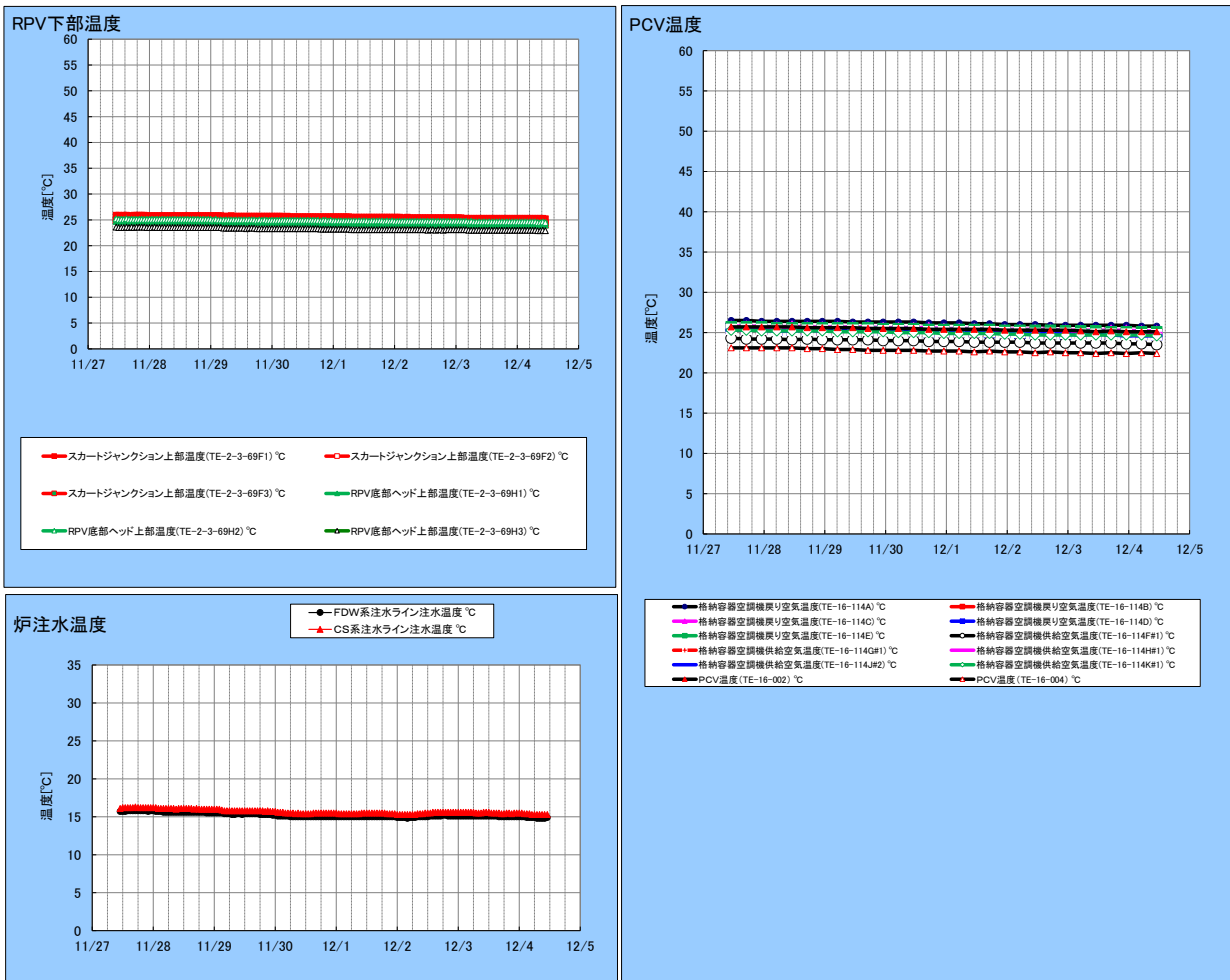 RPV下部温度
60
55
50
45
40
35
30
25
20
15
10
5
0
温度[℃]
11/27
11/28
11/29
11/30
12/1
12/2
12/3
12/4
12/5
スカートジャンクション上部温度(TE-2-3-69F1) ℃
スカートジャンクション上部温度(TE-2-3-69F2) ℃
スカートジャンクション上部温度(TE-2-3-69F3) ℃
RPV底部ヘッド上部温度(TE-2-3-69H1) ℃
RPV底部ヘッド上部温度(TE-2-3-69H2) ℃
RPV底部ヘッド上部温度(TE-2-3-69H3) ℃
炉注水温度
FDW系注水ライン注水温度 ℃
CS系注水ライン注水温度 ℃
35
30
25
20
15
10
5
0
温度[℃]
11/27
11/28
11/29
11/30
12/1
12/2
12/3
12/4
12/5
PCV温度
60
55
50
45
40
35
30
25
20
15
10
5
0
温度[℃]
11/27
11/28
11/29
11/30
12/1
12/2
12/3
12/4
12/5
格納容器空調機戻り空気温度(TE-16-114A) ℃
格納容器空調機戻り空気温度(TE-16-114B) ℃
格納容器空調機戻り空気温度(TE-16-114C) ℃
格納容器空調機戻り空気温度(TE-16-114D) ℃
格納容器空調機戻り空気温度(TE-16-114E) ℃
格納容器空調機供給空気温度(TE-16-114F#1) ℃
格納容器空調機供給空気温度(TE-16-114G#1) ℃
格納容器空調機供給空気温度(TE-16-114H#1) ℃
格納容器空調機供給空気温度(TE-16-114J#2) ℃
格納容器空調機供給空気温度(TE-16-114K#1) ℃
PCV温度(TE-16-002) ℃
PCV温度(TE-16-004) ℃